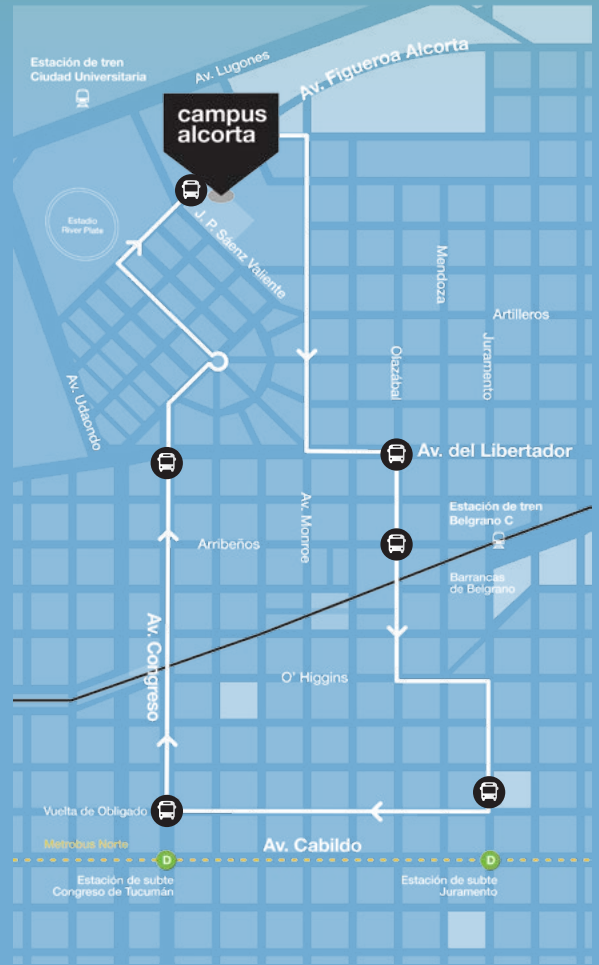 Estación de tren
Ciudad Universitaria
Av. Lugones
Av. Figueroa Alcorta
campus
alcorta
Estadio
River Plate
J. P. Sáenz Valiente
Mendoza
Artilleros
Juramento
Olazábal
Av. Udaondo
Av. del Libertador
Av. Monroe
Estación de tren
Belgrano C
Arribeños
Barrancas
de Belgrano
Av. Congreso
O' Higgins
Vuelta de Obligado
Metrobus Norte
Av. Cabildo
D
D
Estación de subte
Congreso de Tucumán
Estación de subte
Juramento